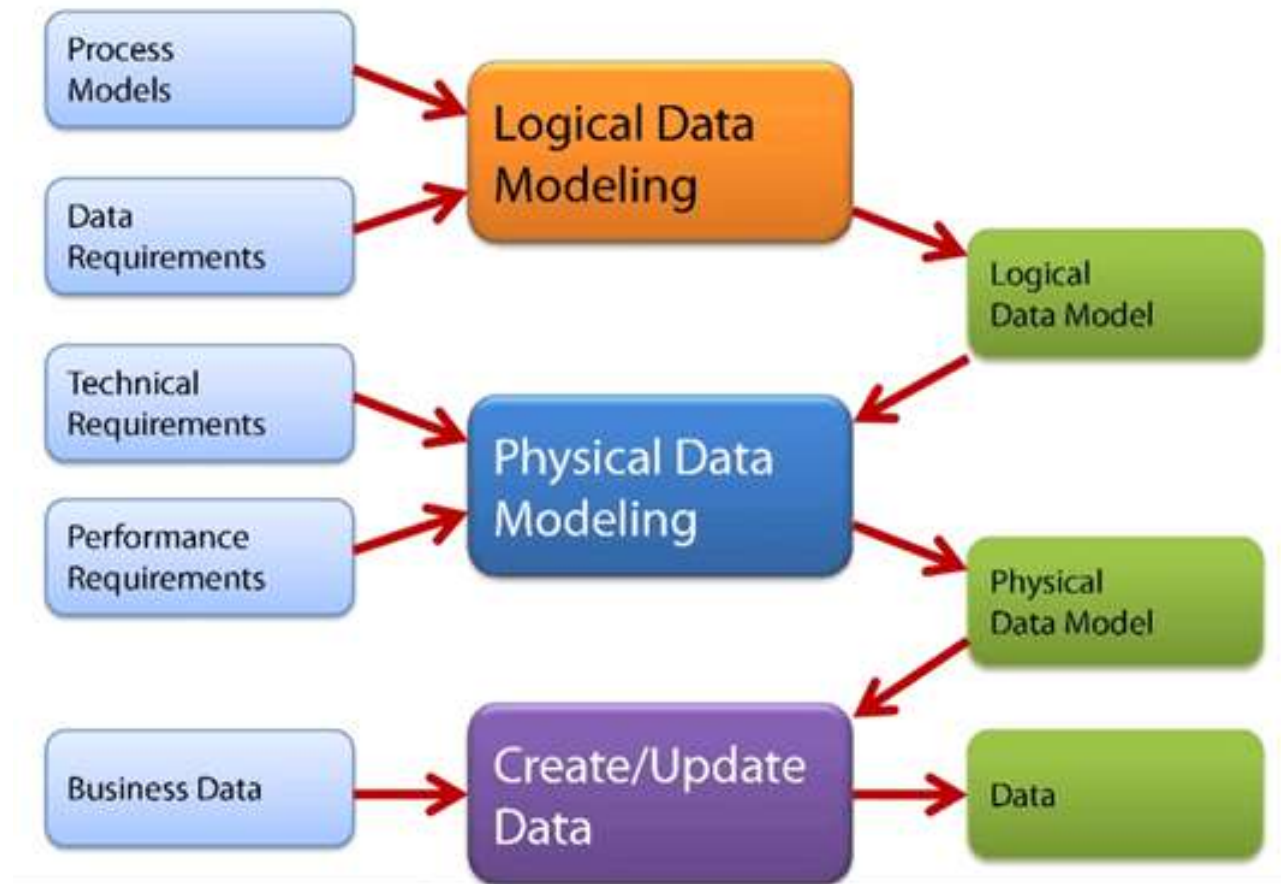 Process
Models
Logical Data
Modeling
Data
Requirements
Logical
Data Model
Technical
Requirements
Physical Data
Modeling
Performance
Requirements
Physical
Data Model
Business Data
Create/Update
Data
Data